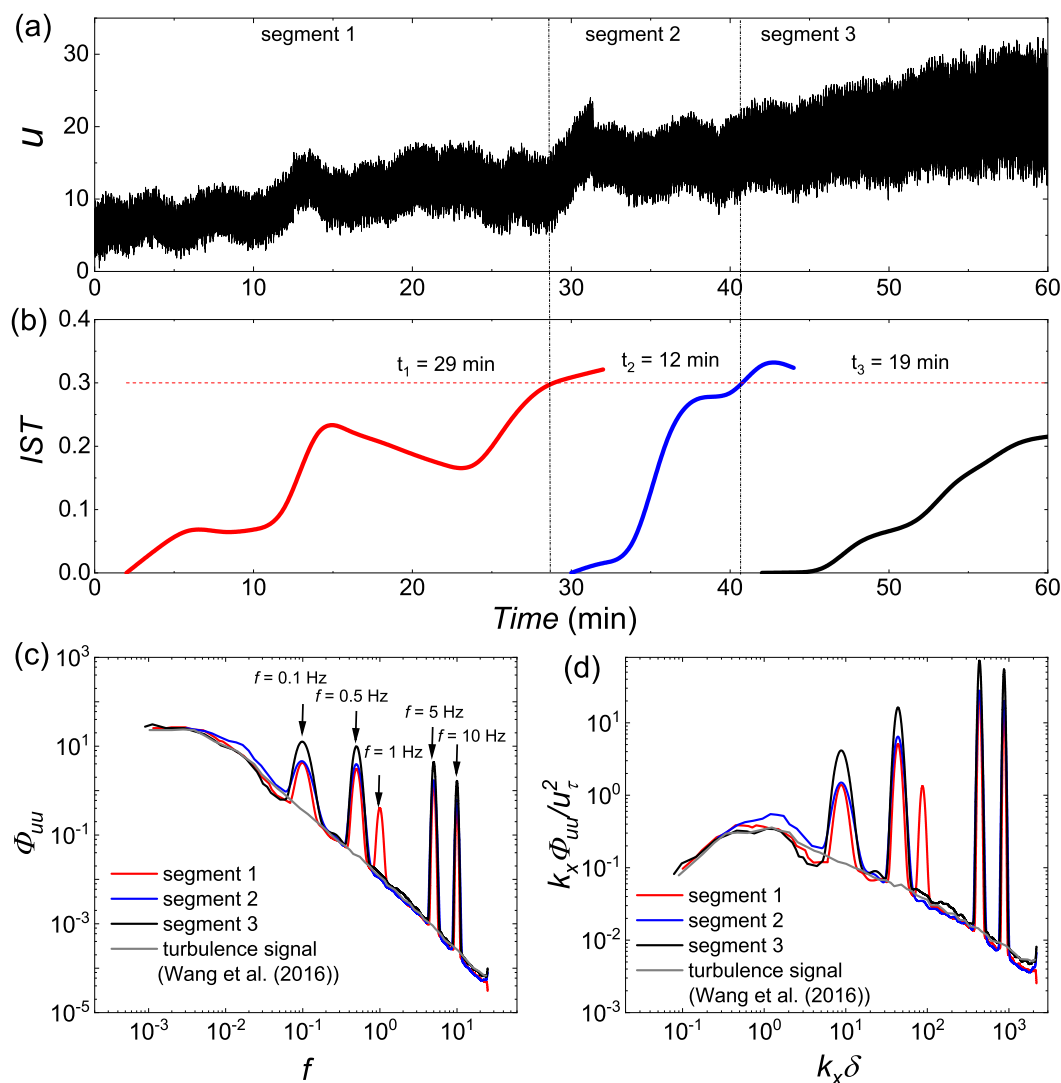 (a)
segment 1 segment 2 segment 3
30
20
10
0
u
0 10 20 30 40 50 60
(b)
0.4
0.3
0.2
0.1
0.0
IST
t₁ = 29 min t₂ = 12 min t₃ = 19 min
0 10 20 30 40 50 60
Time (min)
(c)
10³
10¹
10⁻¹
10⁻³
10⁻⁵
Φuu
f = 0.1 Hz
f = 0.5 Hz
f = 1 Hz
f = 5 Hz
f = 10 Hz
segment 1
segment 2
segment 3
turbulence signal
(Wang et al. (2016))
10⁻³ 10⁻² 10⁻¹ 10⁰ 10¹
f
(d)
10¹
10⁰
10⁻¹
10⁻²
10⁻³
kₓΦuu/u²τ
segment 1
segment 2
segment 3
turbulence signal
(Wang et al. (2016))
10⁻¹ 10⁰ 10¹ 10² 10³
kₓδ